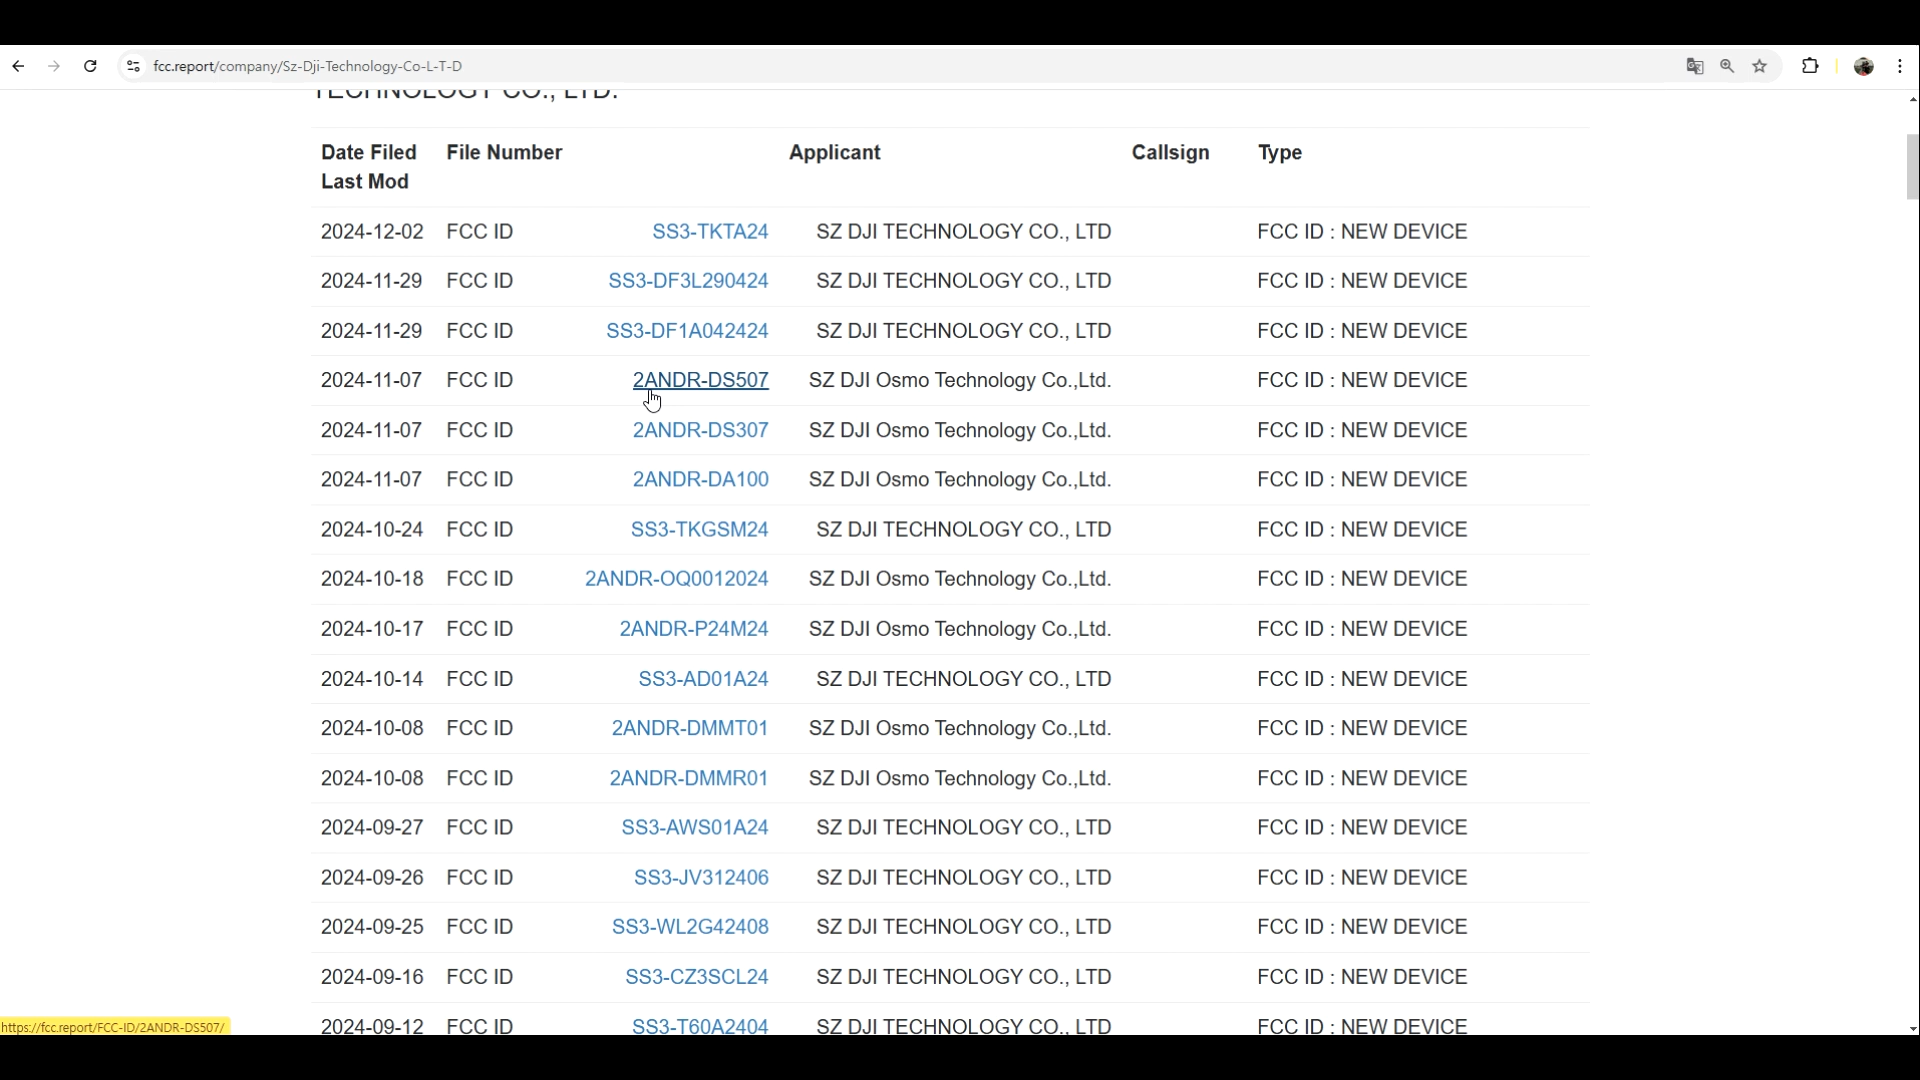 fcc.report/company/Sz-Dji-Technology-Co-L-T-D
TECHNOLOGY CO., LTD.
Date Filed File Number Applicant Callsign Type
Last Mod
2024-12-02 FCC ID SS3-TKTA24 SZ DJI TECHNOLOGY CO., LTD FCC ID : NEW DEVICE
2024-11-29 FCC ID SS3-DF3L290424 SZ DJI TECHNOLOGY CO., LTD FCC ID : NEW DEVICE
2024-11-29 FCC ID SS3-DF1A042424 SZ DJI TECHNOLOGY CO., LTD FCC ID : NEW DEVICE
2024-11-07 FCC ID 2ANDR-DS507 SZ DJI Osmo Technology Co.,Ltd. FCC ID : NEW DEVICE
2024-11-07 FCC ID 2ANDR-DS307 SZ DJI Osmo Technology Co.,Ltd. FCC ID : NEW DEVICE
2024-11-07 FCC ID 2ANDR-DA100 SZ DJI Osmo Technology Co.,Ltd. FCC ID : NEW DEVICE
2024-10-24 FCC ID SS3-TKGSM24 SZ DJI TECHNOLOGY CO., LTD FCC ID : NEW DEVICE
2024-10-18 FCC ID 2ANDR-OQ0012024 SZ DJI Osmo Technology Co.,Ltd. FCC ID : NEW DEVICE
2024-10-17 FCC ID 2ANDR-P24M24 SZ DJI Osmo Technology Co.,Ltd. FCC ID : NEW DEVICE
2024-10-14 FCC ID SS3-AD01A24 SZ DJI TECHNOLOGY CO., LTD FCC ID : NEW DEVICE
2024-10-08 FCC ID 2ANDR-DMMT01 SZ DJI Osmo Technology Co.,Ltd. FCC ID : NEW DEVICE
2024-10-08 FCC ID 2ANDR-DMMR01 SZ DJI Osmo Technology Co.,Ltd. FCC ID : NEW DEVICE
2024-09-27 FCC ID SS3-AWS01A24 SZ DJI TECHNOLOGY CO., LTD FCC ID : NEW DEVICE
2024-09-26 FCC ID SS3-JV312406 SZ DJI TECHNOLOGY CO., LTD FCC ID : NEW DEVICE
2024-09-25 FCC ID SS3-WL2G42408 SZ DJI TECHNOLOGY CO., LTD FCC ID : NEW DEVICE
2024-09-16 FCC ID SS3-CZ3SCL24 SZ DJI TECHNOLOGY CO., LTD FCC ID : NEW DEVICE
2024-09-12 FCC ID SS3-T60A2404 SZ DJI TECHNOLOGY CO., LTD FCC ID : NEW DEVICE
https://fcc.report/FCC-ID/2ANDR-DS507/